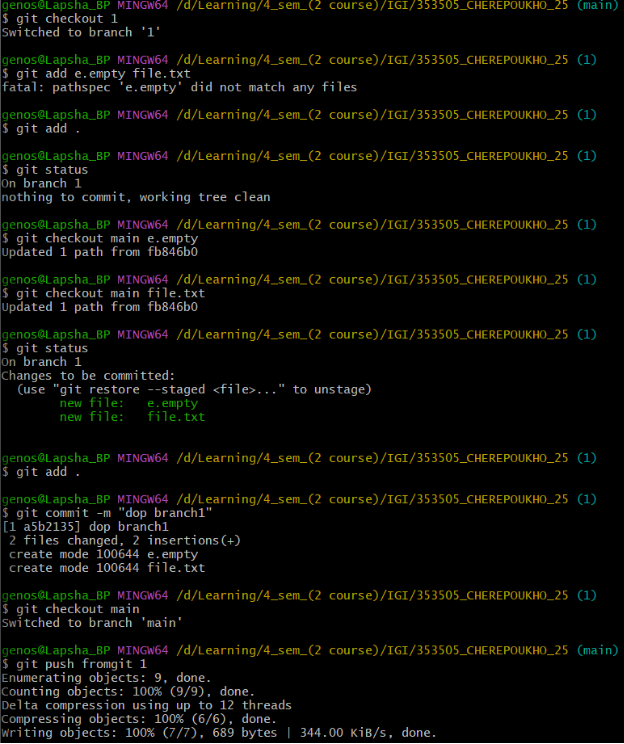 genos@Lapsha_BP MINGW64 /d/Learning/4_sem_(2 course)/IGI/353505_CHEREPOUKHO_25 (main)
$ git checkout 1
Switched to branch '1'
genos@Lapsha_BP MINGW64 /d/Learning/4_sem_(2 course)/IGI/353505_CHEREPOUKHO_25 (1)
$ git add e.empty file.txt
fatal: pathspec 'e.empty' did not match any files
genos@Lapsha_BP MINGW64 /d/Learning/4_sem_(2 course)/IGI/353505_CHEREPOUKHO_25 (1)
$ git add .
genos@Lapsha_BP MINGW64 /d/Learning/4_sem_(2 course)/IGI/353505_CHEREPOUKHO_25 (1)
$ git status
On branch 1
nothing to commit, working tree clean
genos@Lapsha_BP MINGW64 /d/Learning/4_sem_(2 course)/IGI/353505_CHEREPOUKHO_25 (1)
$ git checkout main e.empty
Updated 1 path from fb846b0
genos@Lapsha_BP MINGW64 /d/Learning/4_sem_(2 course)/IGI/353505_CHEREPOUKHO_25 (1)
$ git checkout main file.txt
Updated 1 path from fb846b0
genos@Lapsha_BP MINGW64 /d/Learning/4_sem_(2 course)/IGI/353505_CHEREPOUKHO_25 (1)
$ git status
On branch 1
Changes to be committed:
  (use "git restore --staged <file>..." to unstage)
        new file:   e.empty
        new file:   file.txt
genos@Lapsha_BP MINGW64 /d/Learning/4_sem_(2 course)/IGI/353505_CHEREPOUKHO_25 (1)
$ git add .
genos@Lapsha_BP MINGW64 /d/Learning/4_sem_(2 course)/IGI/353505_CHEREPOUKHO_25 (1)
$ git commit -m "dop branch1"
[1 a5b2135] dop branch1
 2 files changed, 2 insertions(+)
 create mode 100644 e.empty
 create mode 100644 file.txt
genos@Lapsha_BP MINGW64 /d/Learning/4_sem_(2 course)/IGI/353505_CHEREPOUKHO_25 (1)
$ git checkout main
Switched to branch 'main'
genos@Lapsha_BP MINGW64 /d/Learning/4_sem_(2 course)/IGI/353505_CHEREPOUKHO_25 (main)
$ git push fromgit 1
Enumerating objects: 9, done.
Counting objects: 100% (9/9), done.
Delta compression using up to 12 threads
Compressing objects: 100% (6/6), done.
Writing objects: 100% (7/7), 689 bytes | 344.00 KiB/s, done.